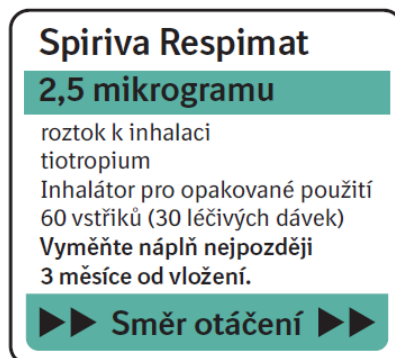 Spiriva Respimat
2,5 mikrogramu
roztok k inhalaci
tiotropium
Inhalátor pro opakované použití
60 vstřiků (30 léčivých dávek)
Vyměňte náplň nejpozději
3 měsíce od vložení.
▶▶ Směr otáčení ▶▶